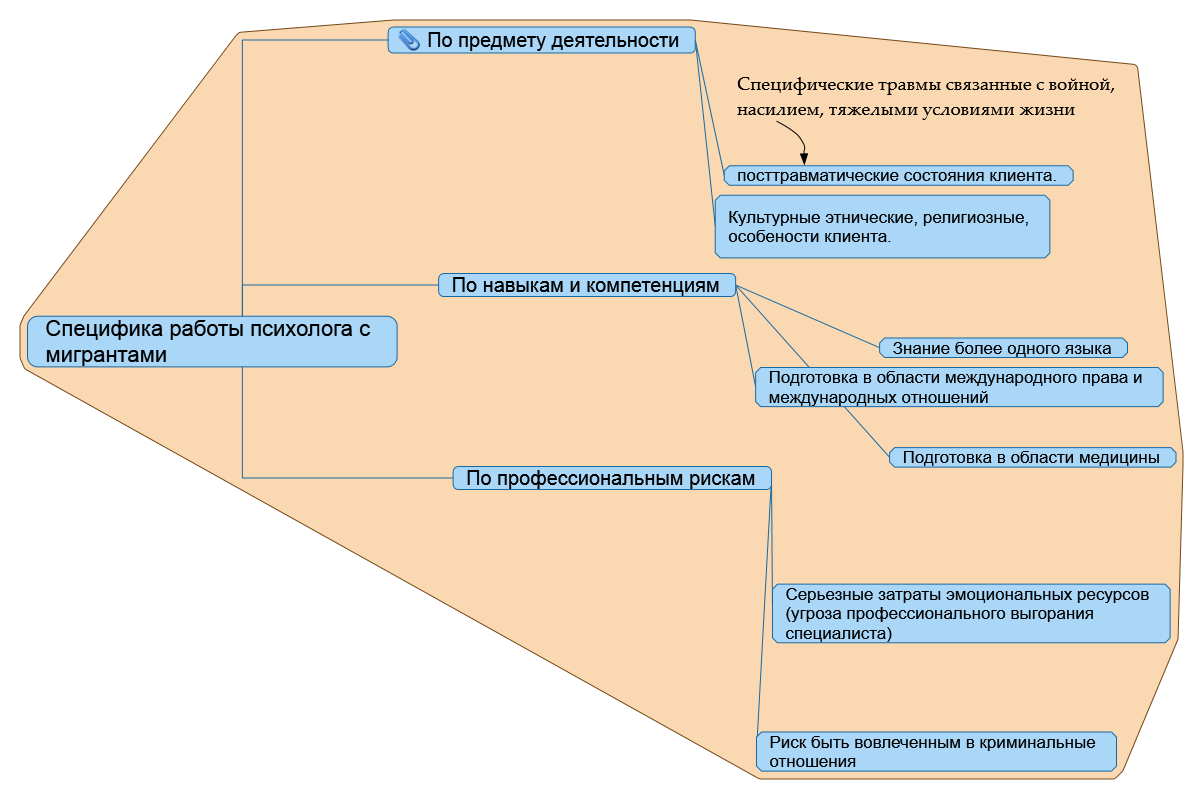 По предмету деятельности
Специфические травмы связанные с войной,
насилием, тяжелыми условиями жизни
посттравматические состояния клиента.
Культурные этнические, религиозные,
особености клиента.
По навыкам и компетенциям
Специфика работы психолога с
мигрантами
Знание более одного языка
Подготовка в области международного права и
международных отношений
Подготовка в области медицины
По профессиональным рискам
Серьезные затраты эмоциональных ресурсов
(угроза профессионального выгорания
специалиста)
Риск быть вовлеченным в криминальные
отношения